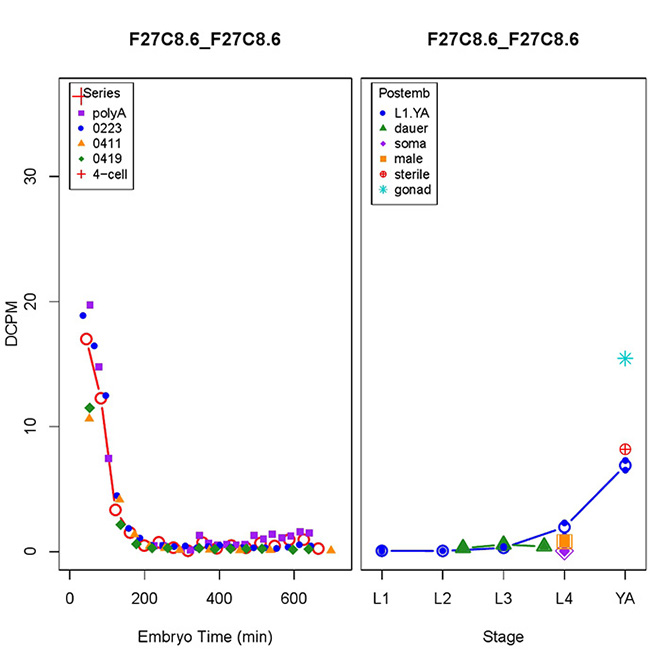 F27C8.6_F27C8.6
Series
polyA
0223
0411
0419
4−cell
DCPM
0
10
20
30
0 200 400 600
Embryo Time (min)
F27C8.6_F27C8.6
Postemb
L1.YA
dauer
soma
male
sterile
gonad
L1 L2 L3 L4 YA
Stage